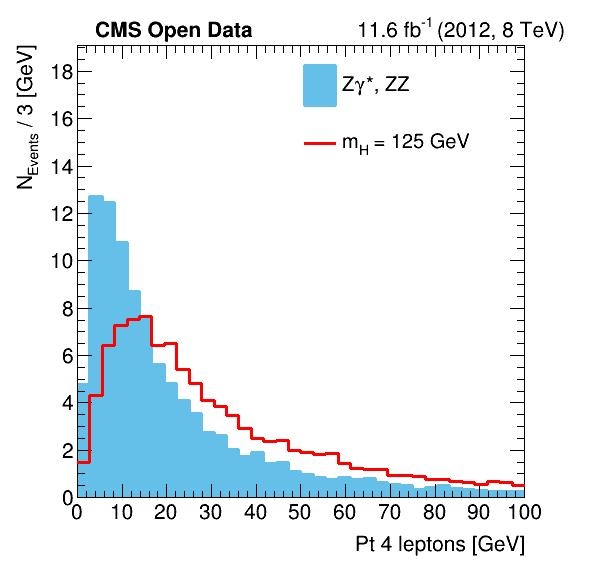 CMS Open Data
11.6 fb⁻¹ (2012, 8 TeV)
N_Events / 3 [GeV]
Zγ*, ZZ
m_H = 125 GeV
18
16
14
12
10
8
6
4
2
0
0 10 20 30 40 50 60 70 80 90 100
Pt 4 leptons [GeV]